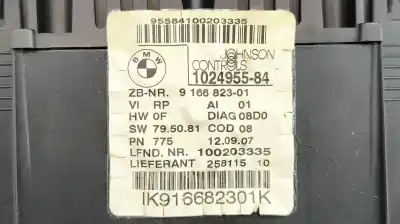 95584100203335
BMW
JOHNSON
CONTROLS
1024955-84
ZB-NR. 9 166 823-01
VI RP AI 01
HW 0F DIAG 08D0
SW 79.50.81 COD 08
PN 775 12.09.07
LFND. NR. 100203335
LIEFERANT 258115 10
IK916682301K